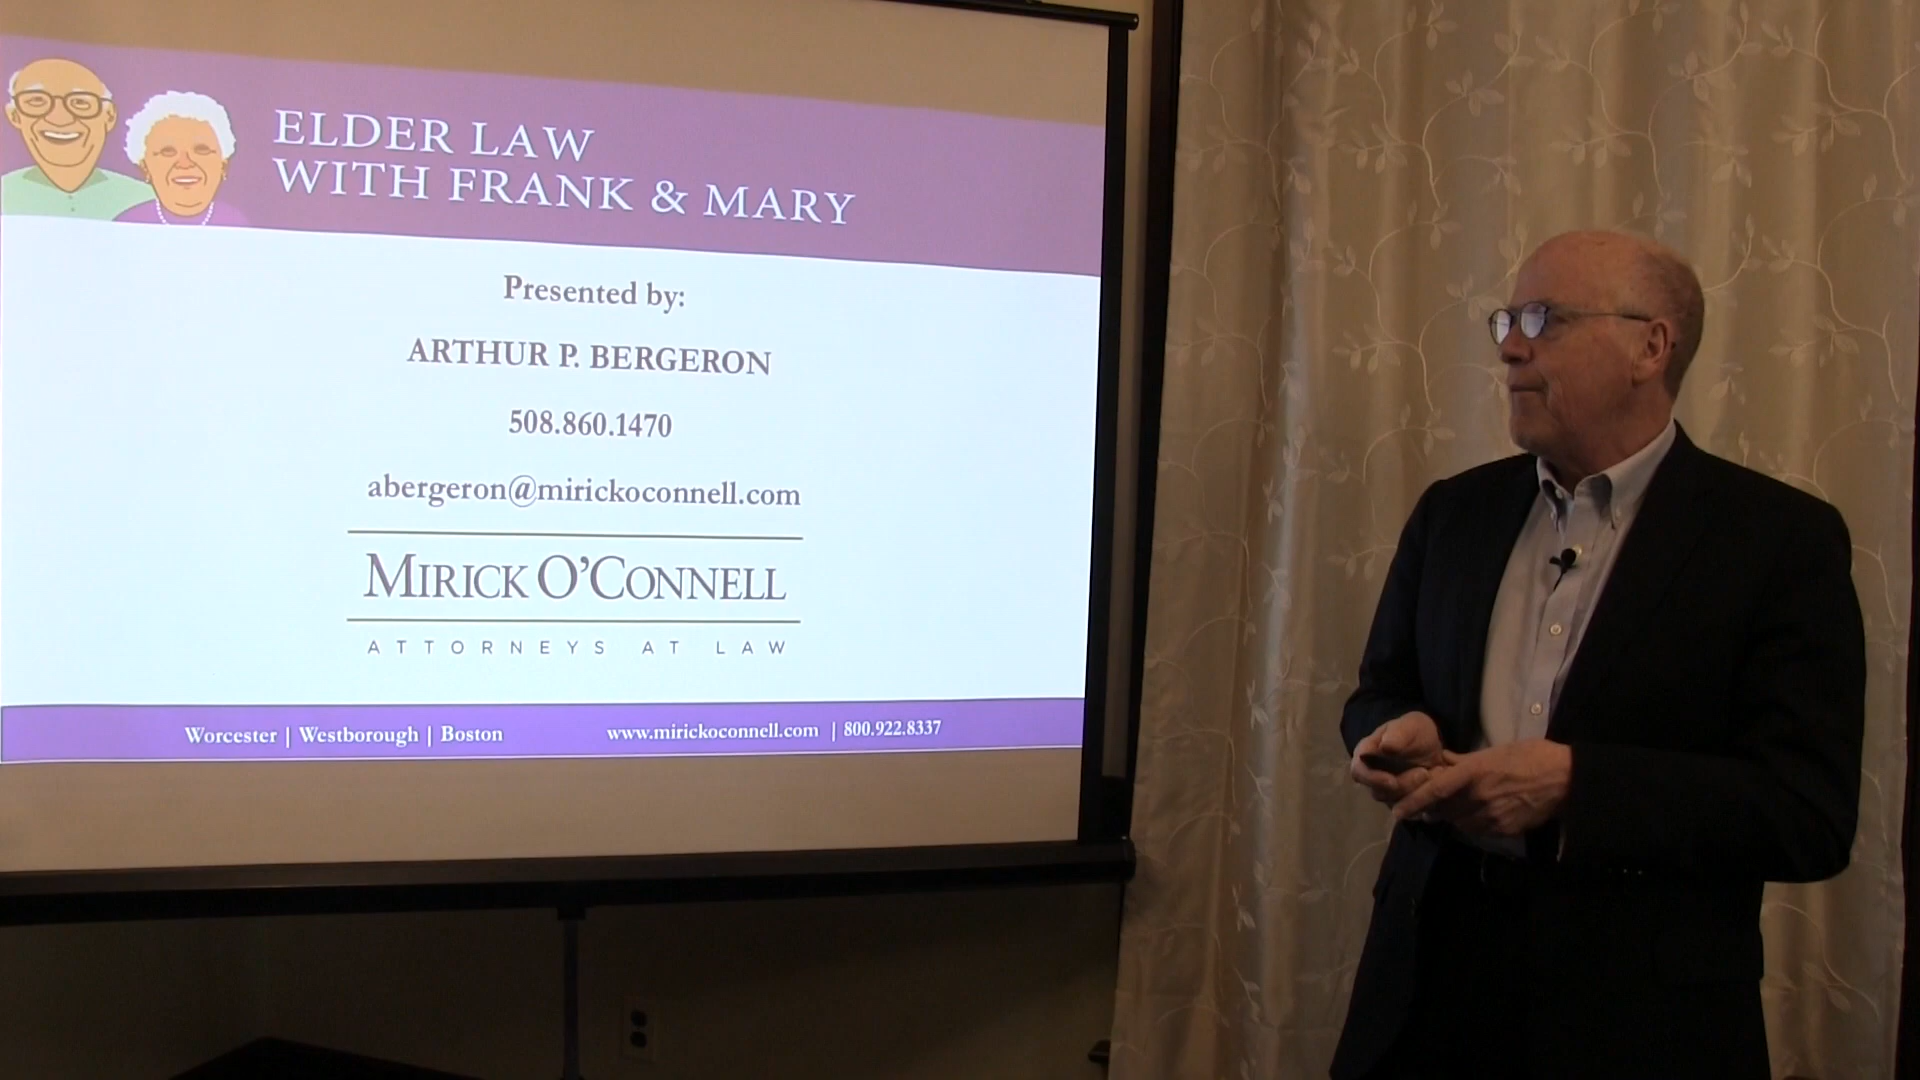 ELDER LAW
WITH FRANK & MARY
Presented by:
ARTHUR P. BERGERON
508.860.1470
abergeron@mirickoconnell.com
MIRICK O'CONNELL
ATTORNEYS AT LAW
Worcester | Westborough | Boston www.mirickoconnell.com | 800.922.8337